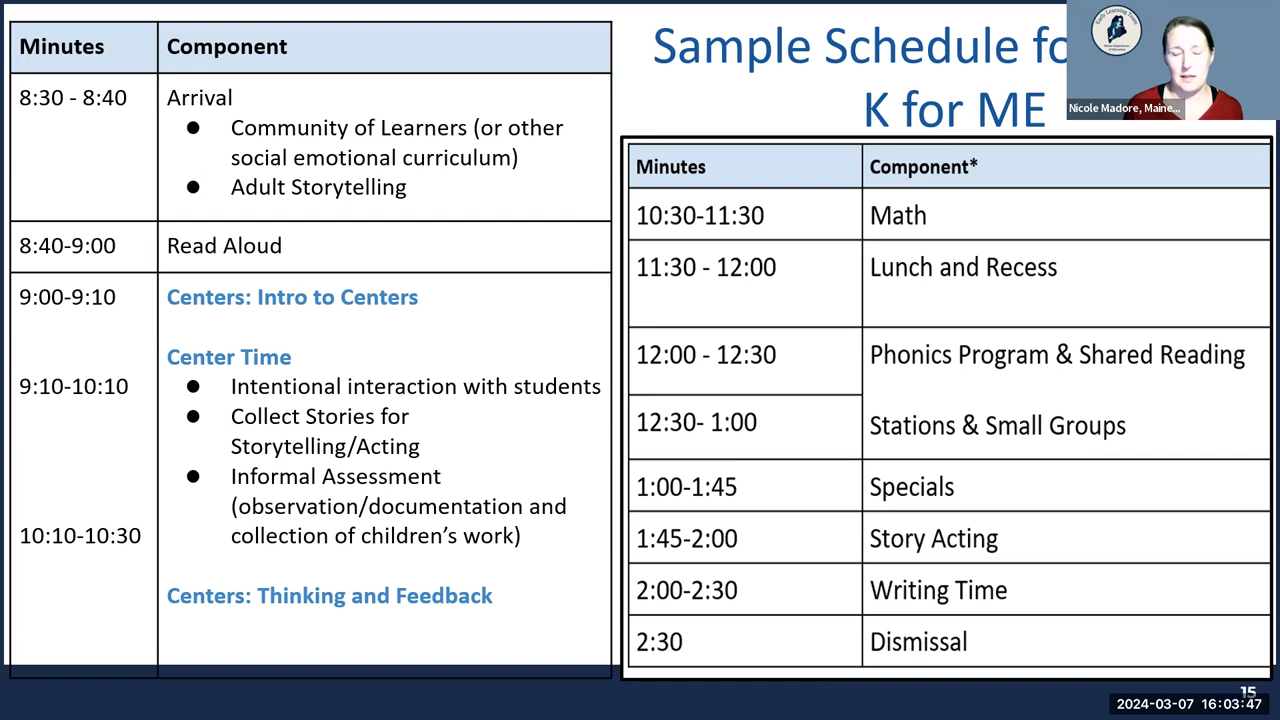 Sample Schedule fo
K for ME
Minutes
Component
8:30 - 8:40
Arrival
● Community of Learners (or other
social emotional curriculum)
● Adult Storytelling
8:40-9:00
Read Aloud
9:00-9:10
Centers: Intro to Centers
Center Time
9:10-10:10
● Intentional interaction with students
● Collect Stories for
Storytelling/Acting
● Informal Assessment
(observation/documentation and
10:10-10:30
collection of children’s work)
Centers: Thinking and Feedback
Minutes
Component*
10:30-11:30
Math
11:30 - 12:00
Lunch and Recess
12:00 - 12:30
Phonics Program & Shared Reading
12:30- 1:00
Stations & Small Groups
1:00-1:45
Specials
1:45-2:00
Story Acting
2:00-2:30
Writing Time
2:30
Dismissal
Early Learning Team
Nicole Madore, Maine...
15
2024-03-07 16:03:47